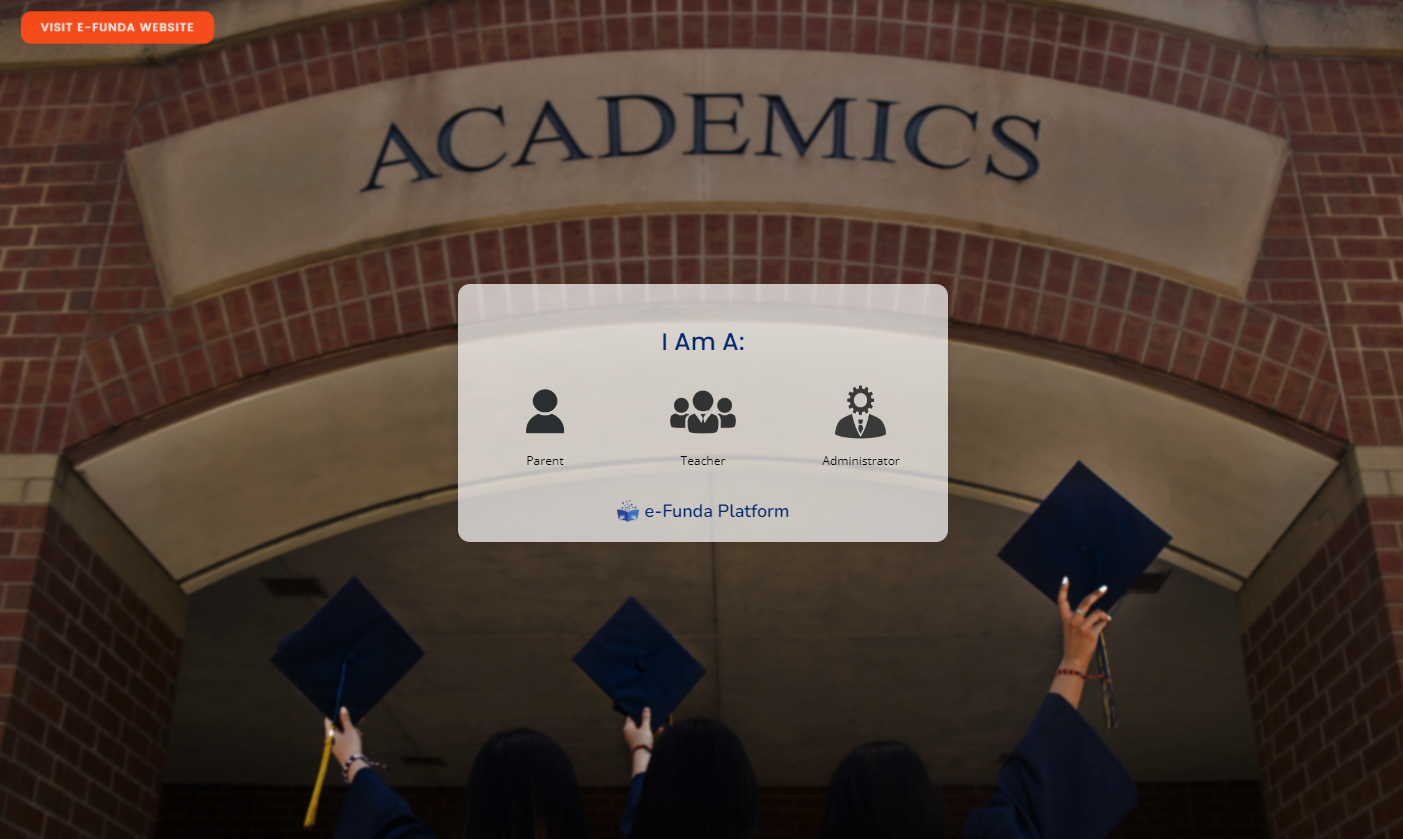 VISIT E-FUNDA WEBSITE
ACADEMICS
I Am A:
Parent Teacher Administrator
e-Funda Platform